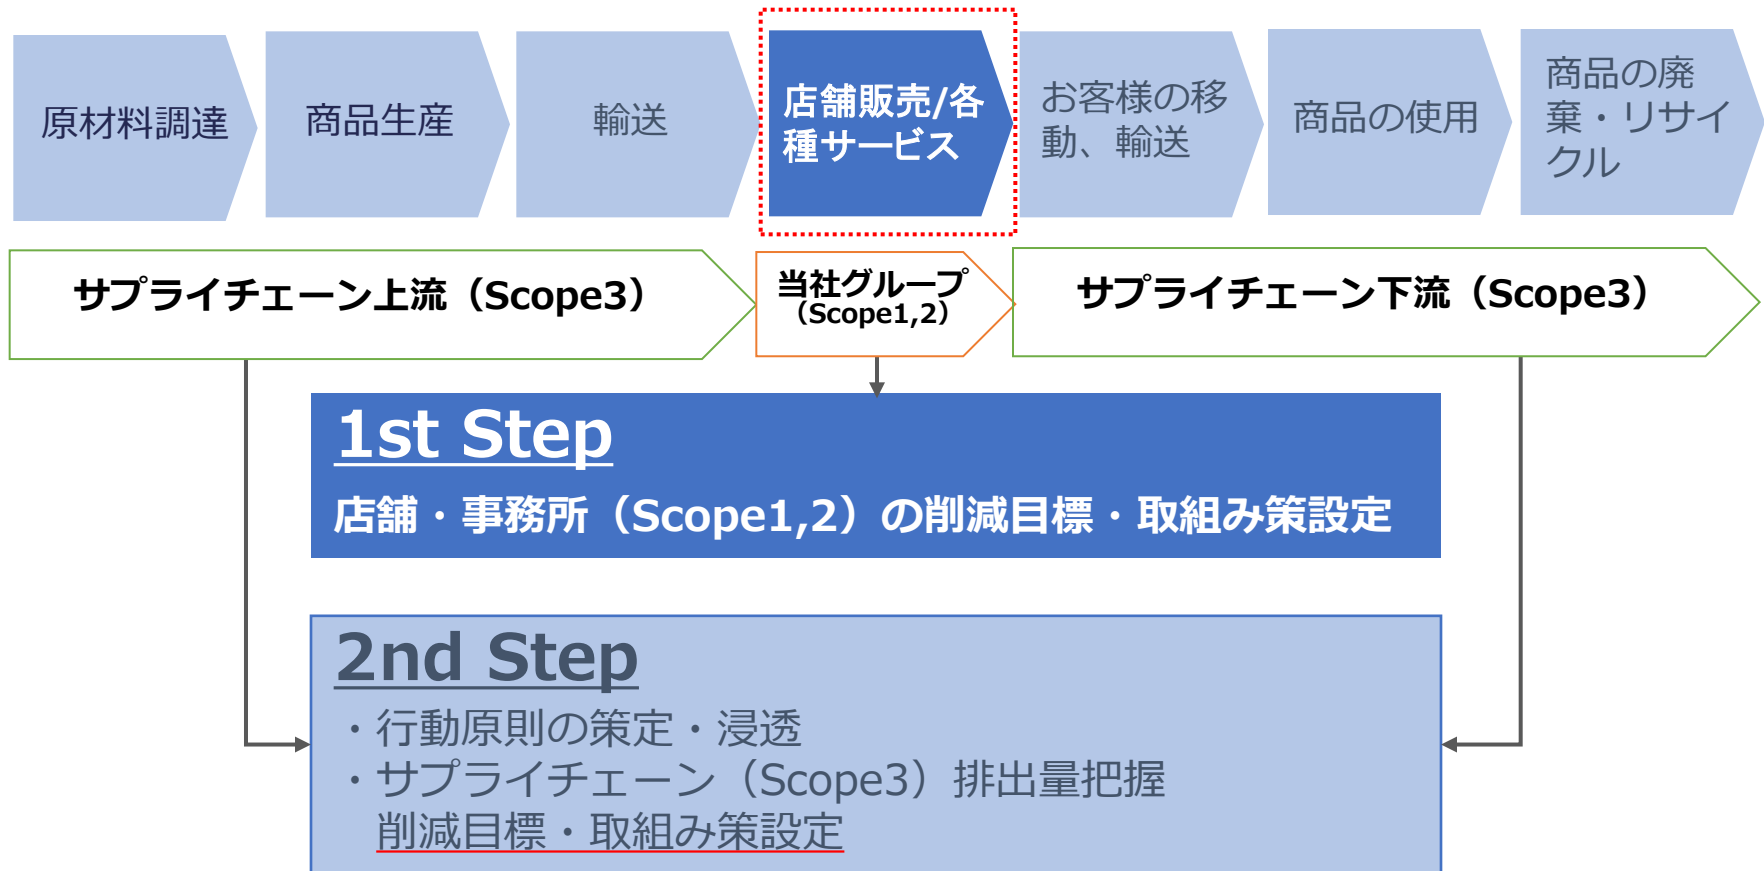 原材料調達
商品生産
輸送
店舗販売/各
種サービス
お客様の移
動、輸送
商品の使用
商品の廃
棄・リサイ
クル
サプライチェーン上流（Scope3）
当社グループ
（Scope1,2）
サプライチェーン下流（Scope3）
1st Step
店舗・事務所（Scope1,2）の削減目標・取組み策設定
2nd Step
・行動原則の策定・浸透
・サプライチェーン（Scope3）排出量把握
削減目標・取組み策設定